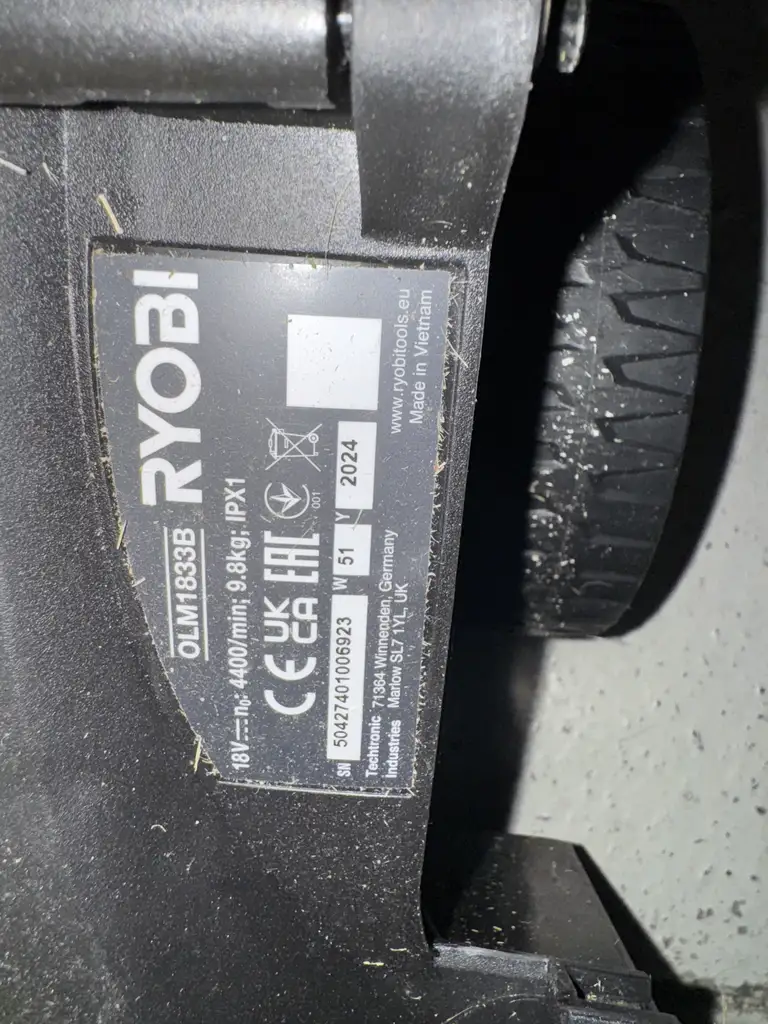 RYOBI
OLM1833B
18V⎓ n₀: 4400/min; 9.8kg; IPX1
CE UK CA EAC 001
SN 50427401006923 W 51 Y 2024
Techtronic Industries
71364 Winnenden, Germany
Marlow SL7 1YL, UK
www.ryobitools.eu
Made in Vietnam